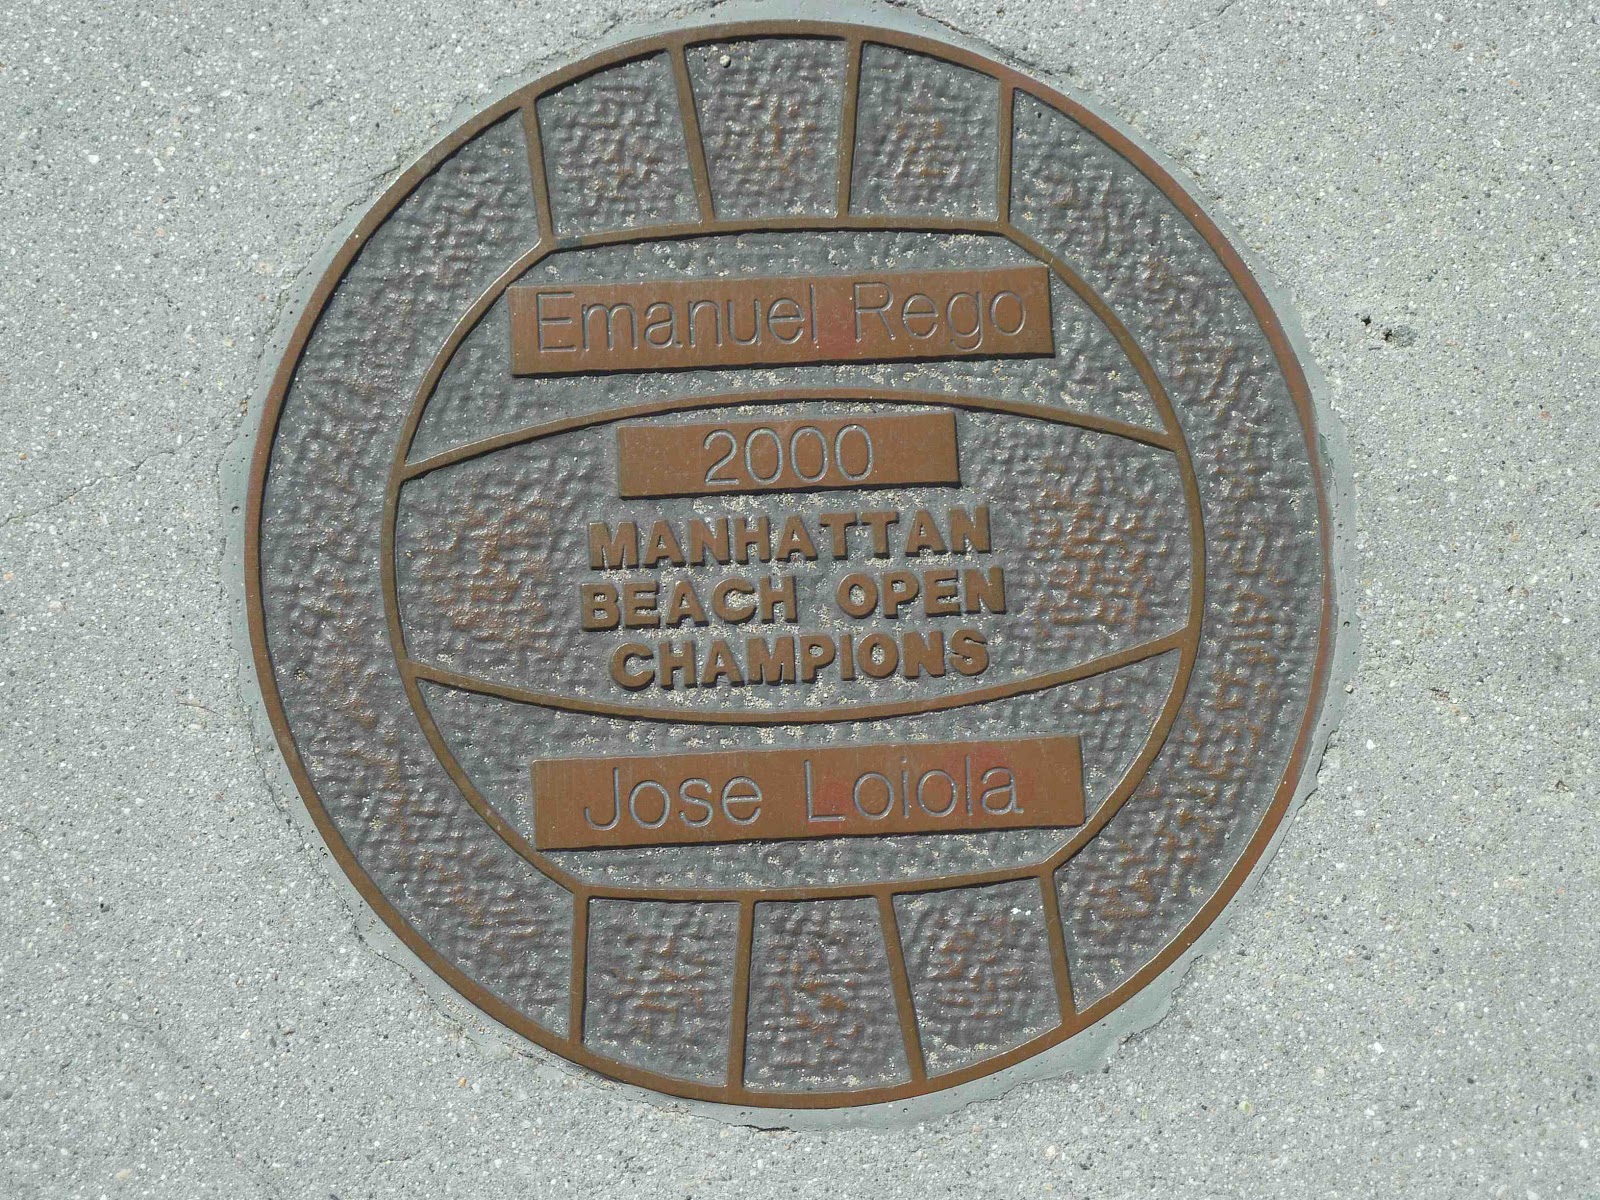 Emanuel Rego
2000
MANHATTAN
BEACH OPEN
CHAMPIONS
Jose Loiola